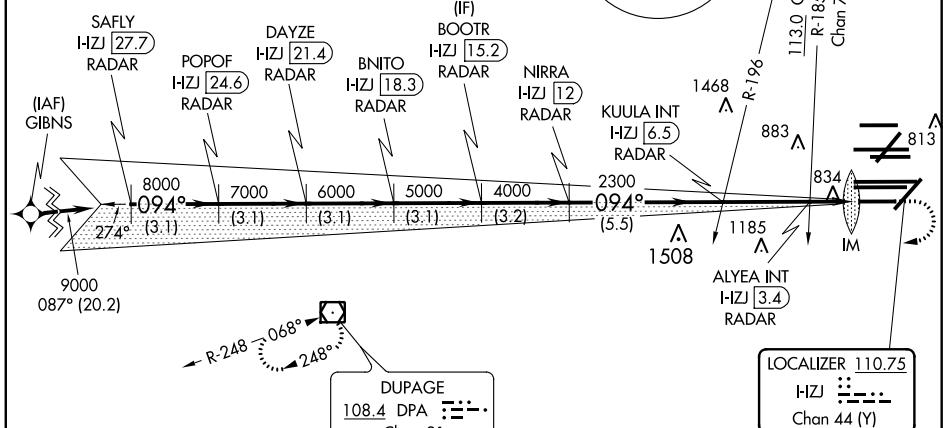 SAFLY
I-IZJ 27.7
RADAR
POPOF
I-IZJ 24.6
RADAR
DAYZE
I-IZJ 21.4
RADAR
BNITO
I-IZJ 18.3
RADAR
(IF)
BOOTR
I-IZJ 15.2
RADAR
NIRRA
I-IZJ 12
RADAR
KUULA INT
I-IZJ 6.5
RADAR
(IAF)
GIBNS
1468
R-196
113.0
R-185
Chan
883
813
834
8000
7000
6000
5000
4000
2300
094°
094°
(3.1)
(3.1)
(3.1)
(3.1)
(3.2)
(5.5)
274°
9000
087° (20.2)
1508
1185
IM
ALYEA INT
I-IZJ 3.4
RADAR
R-248
068°
248°
DUPAGE
108.4 DPA
LOCALIZER 110.75
I-IZJ
Chan 44 (Y)